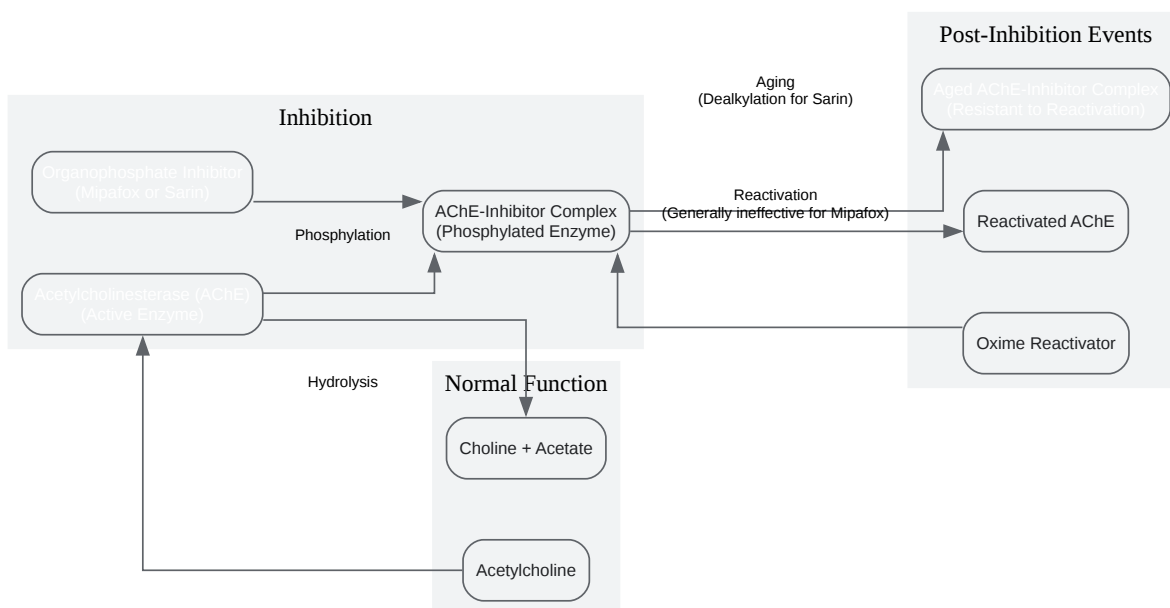 Post-Inhibition Events
Aging
(Dealkylation for Sarin)
Aged AChE-Inhibitor Complex
(Resistant to Reactivation)
Inhibition
Organophosphate Inhibitor
(Mipafox or Sarin)
AChE-Inhibitor Complex
(Phosphylated Enzyme)
Reactivation
(Generally ineffective for Mipafox)
Reactivated AChE
Phosphylation
Acetylcholinesterase (AChE)
(Active Enzyme)
Oxime Reactivator
Hydrolysis
Normal Function
Choline + Acetate
Acetylcholine